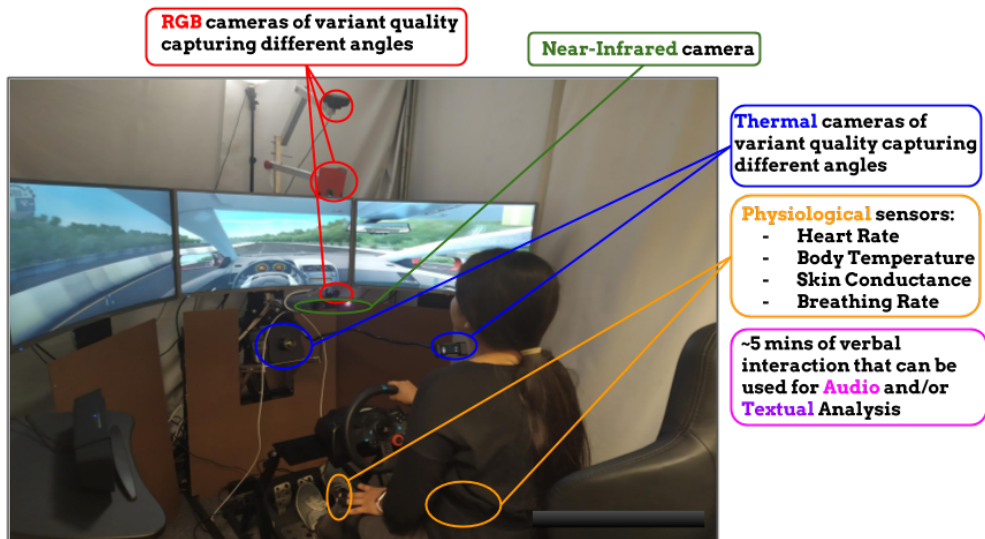 RGB cameras of variant quality
capturing different angles
Near-Infrared camera
Thermal cameras of
variant quality capturing
different angles
Physiological sensors:
- Heart Rate
- Body Temperature
- Skin Conductance
- Breathing Rate
~5 mins of verbal
interaction that can be
used for Audio and/or
Textual Analysis